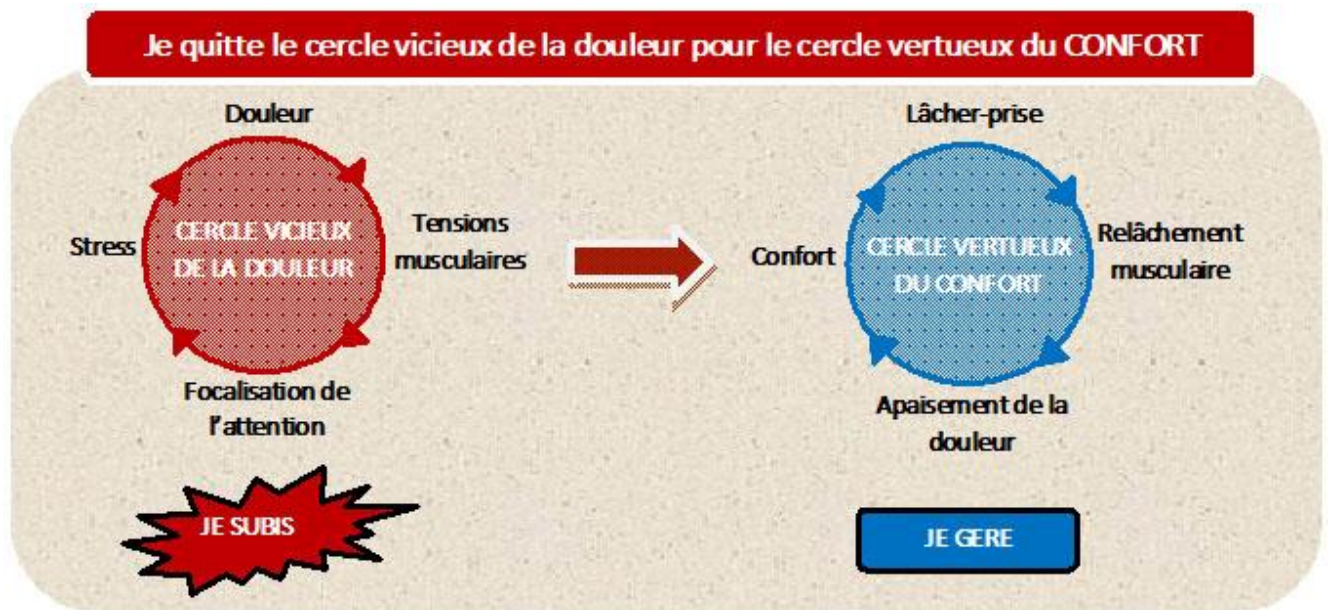 Je quitte le cercle vicieux de la douleur pour le cercle vertueux du CONFORT
Douleur
Stress
CERCLE VICIEUX
DE LA DOULEUR
Tensions
musculaires
Focalisation de
l'attention
JE SUBIS
Lâcher-prise
Confort
CERCLE VERTUEUX
DU CONFORT
Relâchement
musculaire
Apaisement de la
douleur
JE GERE